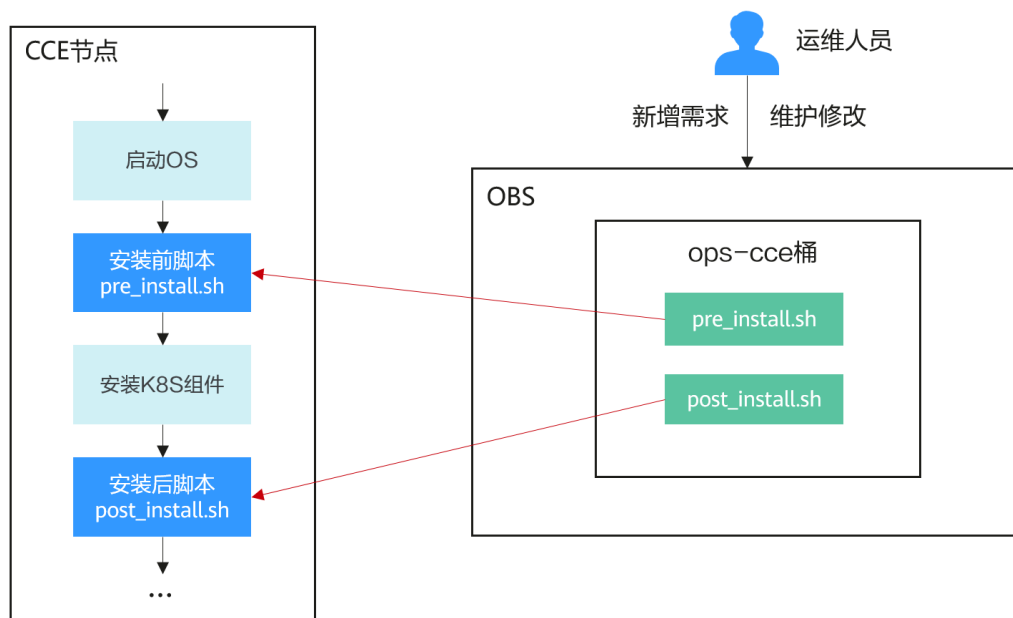 CCE节点
启动OS
安装前脚本
pre_install.sh
安装K8S组件
安装后脚本
post_install.sh
...
运维人员
新增需求 维护修改
OBS
ops-cce桶
pre_install.sh
post_install.sh